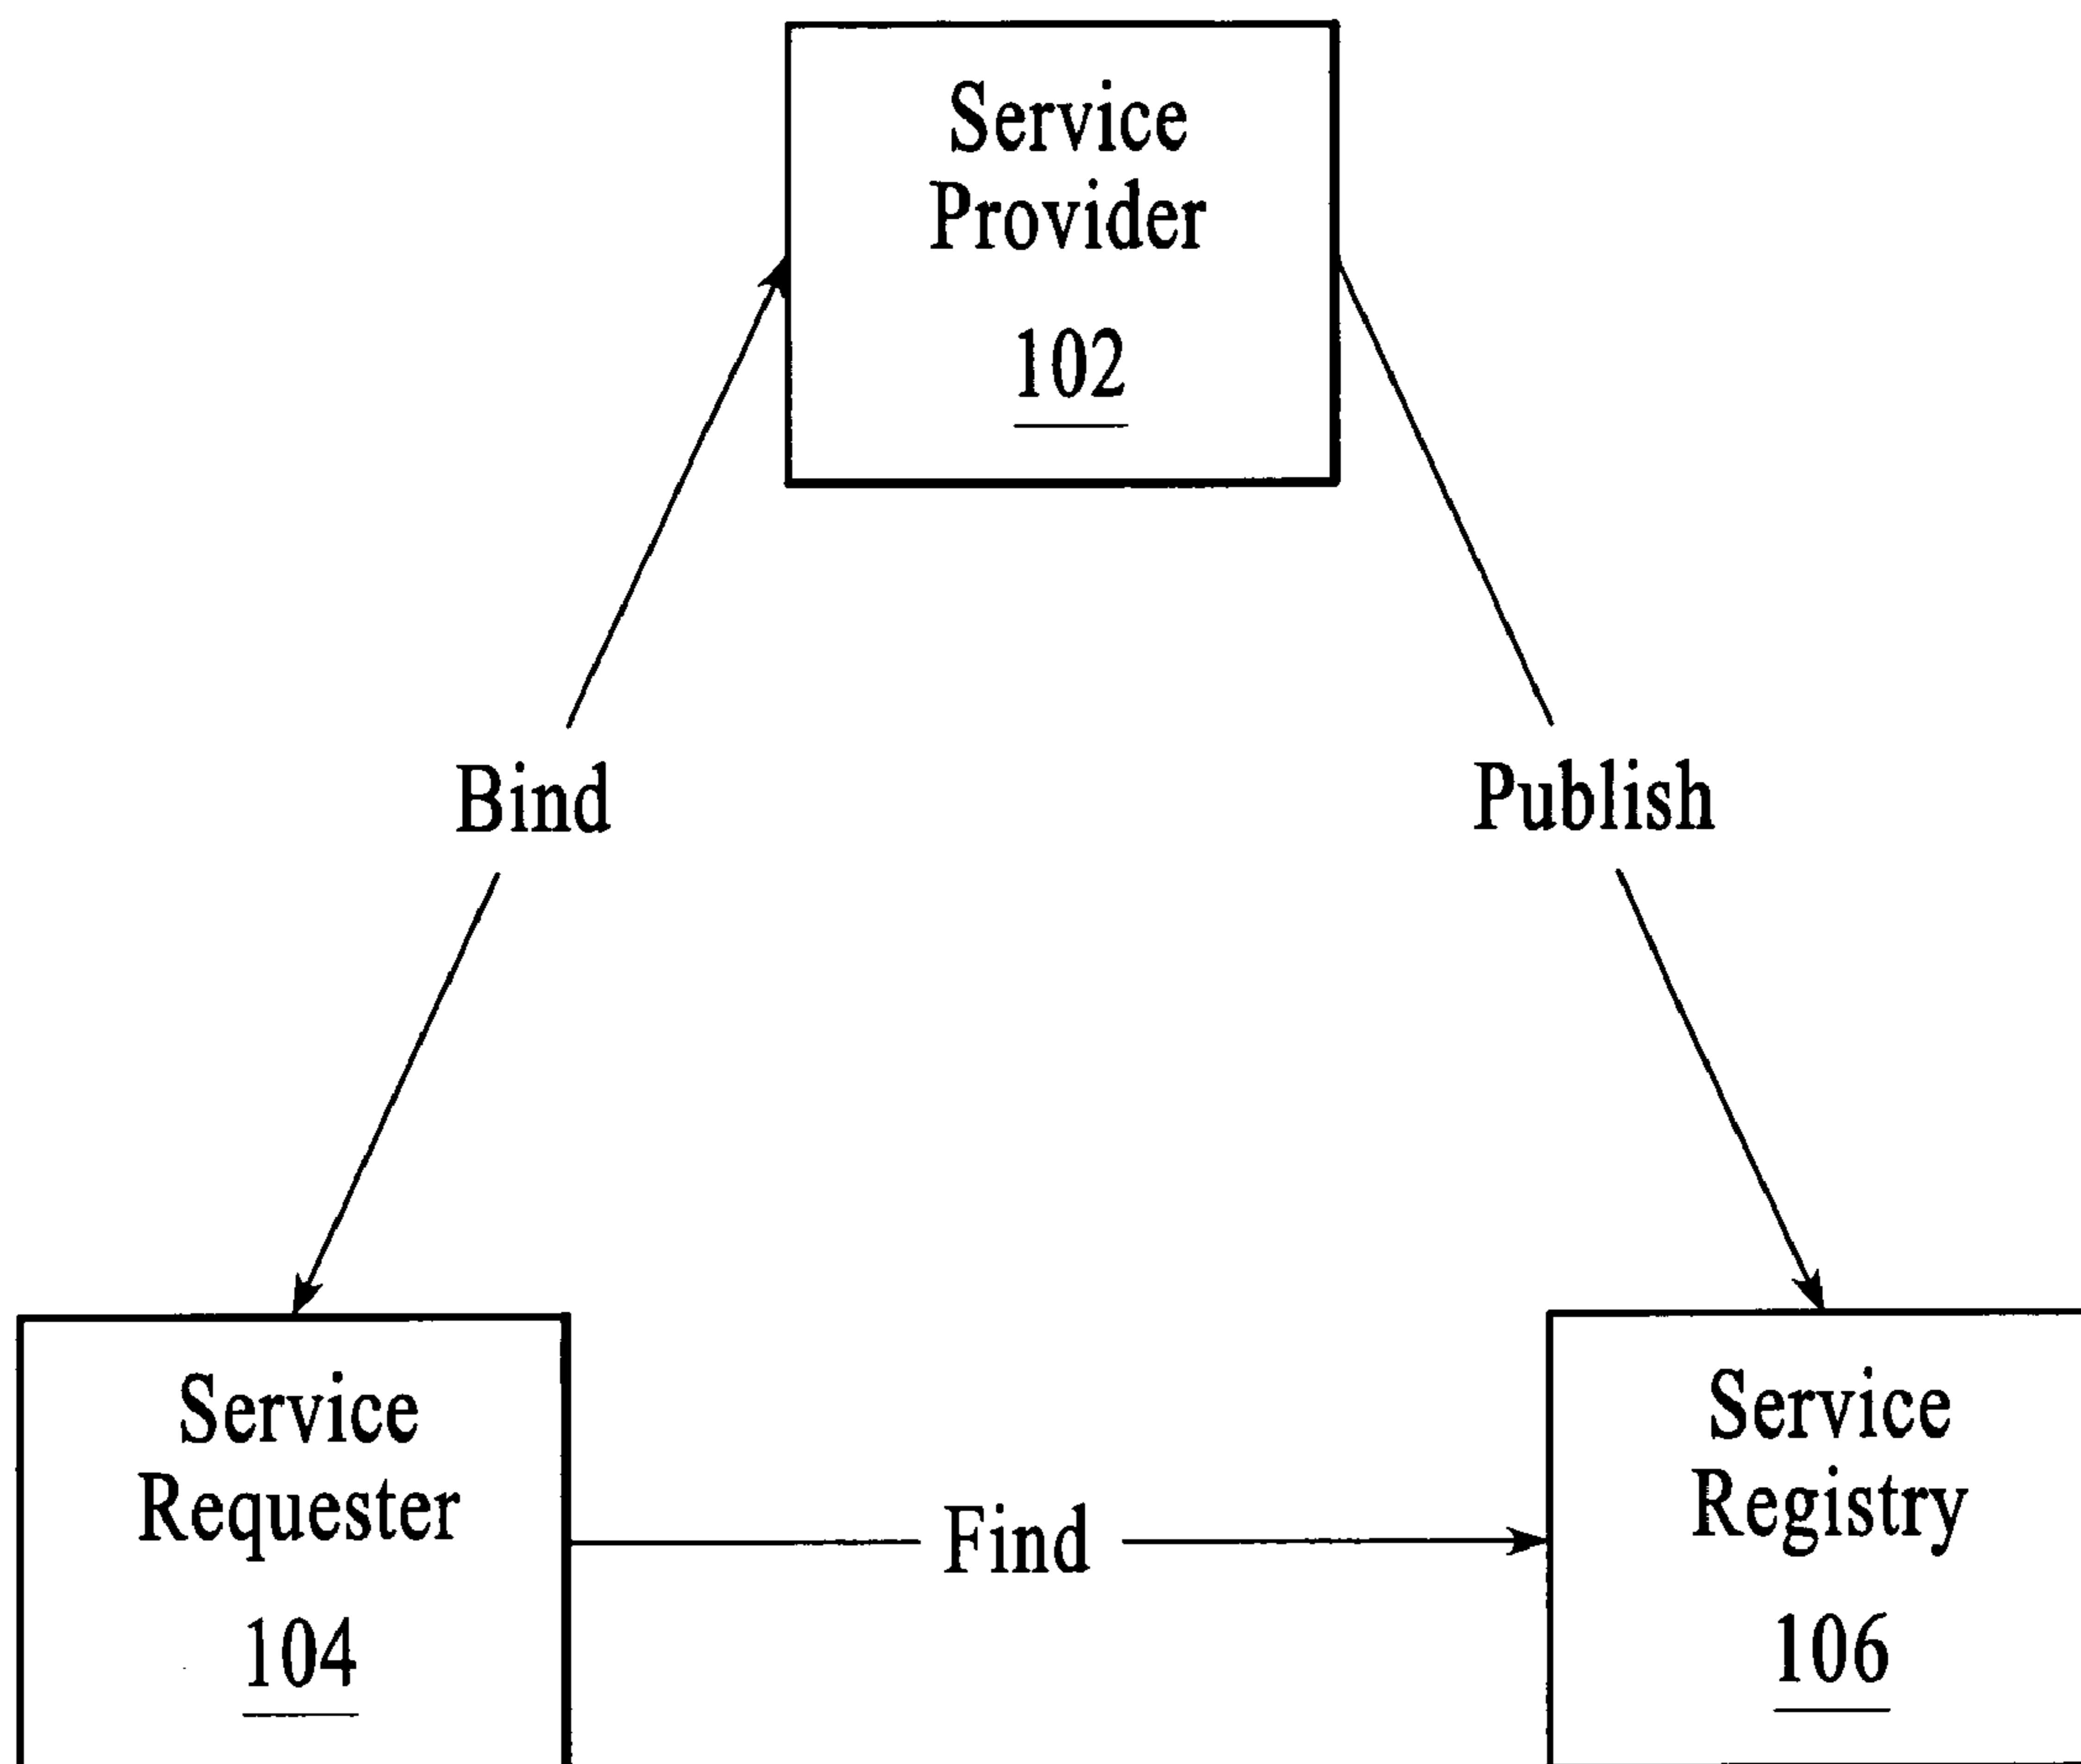 Service
Provider
102
Bind
Publish
Service
Requester
104
Find
Service
Registry
106